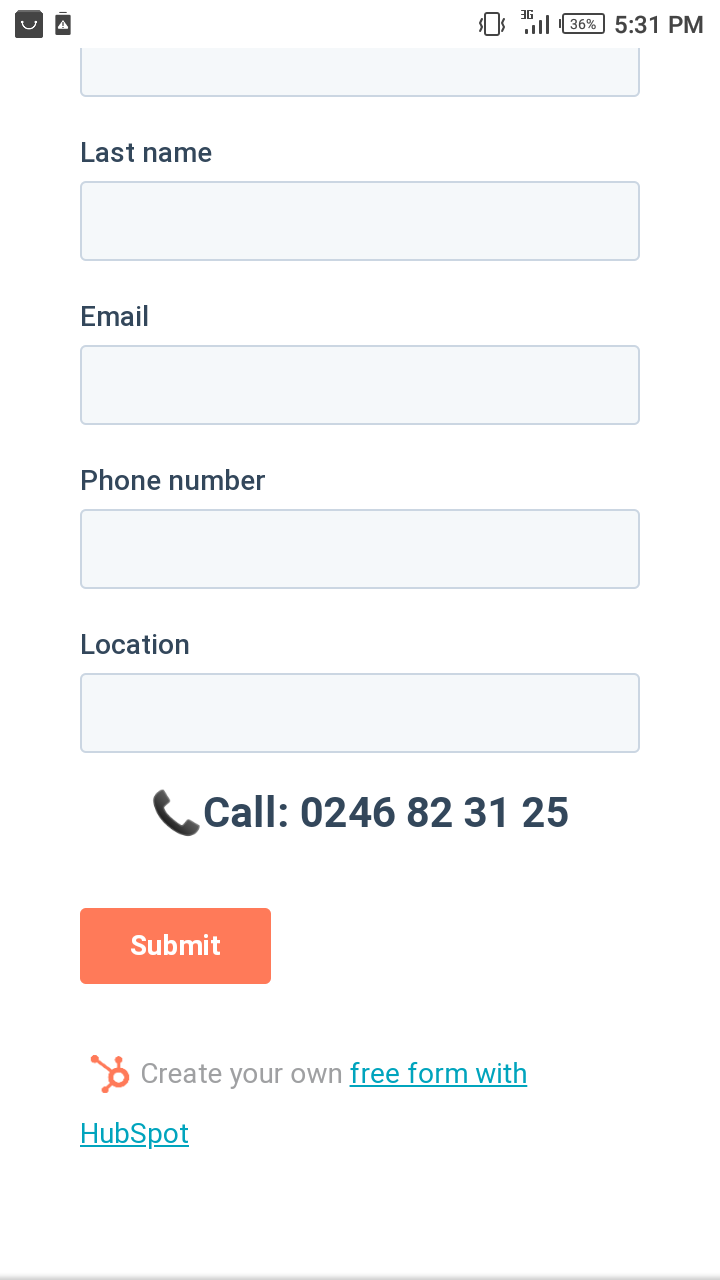 3G 36% 5:31 PM
Last name
Email
Phone number
Location
📞Call: 0246 82 31 25
Submit
Create your own free form with
HubSpot